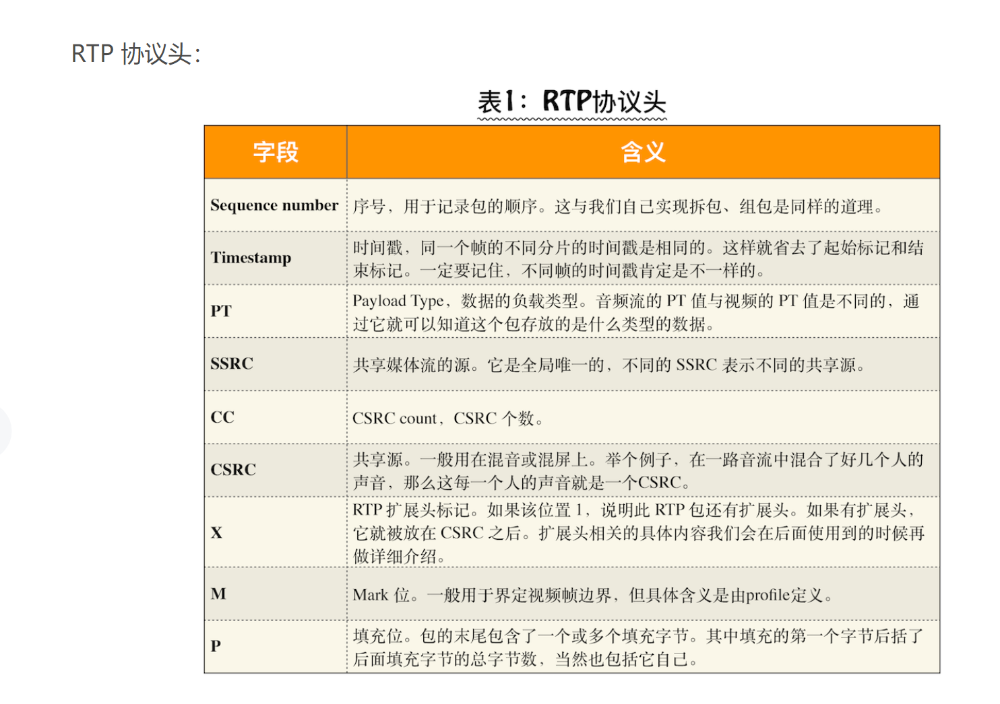 RTP 协议头：
表1：RTP协议头
字段 含义
Sequence number 序号，用于记录包的顺序。这与我们自己实现拆包、组包是同样的道理。
Timestamp 时间戳，同一个帧的不同分片的时间戳是相同的。这样就省去了起始标记和结
束标记。一定要记住，不同帧的时间戳肯定是不一样的。
PT Payload Type，数据的负载类型。音频流的 PT 值与视频的 PT 值是不同的，通
过它就可以知道这个包存放的是什么类型的数据。
SSRC 共享媒体流的源。它是全局唯一的，不同的 SSRC 表示不同的共享源。
CC CSRC count，CSRC 个数。
CSRC 共享源。一般用在混音或混屏上。举个例子，在一路音流中混合了好几个人的
声音，那么这每一个人的声音就是一个CSRC。
X RTP 扩展头标记。如果该位置 1，说明此 RTP 包还有扩展头。如果有扩展头，
它就被放在 CSRC 之后。扩展头相关的具体内容我们会在后面使用到的时候再
做详细介绍。
M Mark 位。一般用于界定视频帧边界，但具体含义是由profile定义。
P 填充位。包的末尾包含了一个或多个填充字节。其中填充的第一个字节后括了
后面填充字节的总字节数，当然也包括它自己。